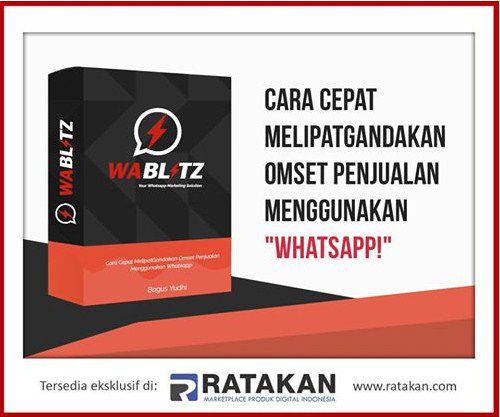 WABLITZ
WABLITZ
Your Whatsapp Marketing Solution
Cara Cepat MelipatGandakan Omset Penjualan
Menggunakan Whatsapp
Bagus Yudhi
CARA CEPAT
MELIPATGANDAKAN
OMSET PENJUALAN
MENGGUNAKAN
"WHATSAPP!"
Tersedia eksklusif di:
RATAKAN
MARKETPLACE PRODUK DIGITAL INDONESIA
www.ratakan.com